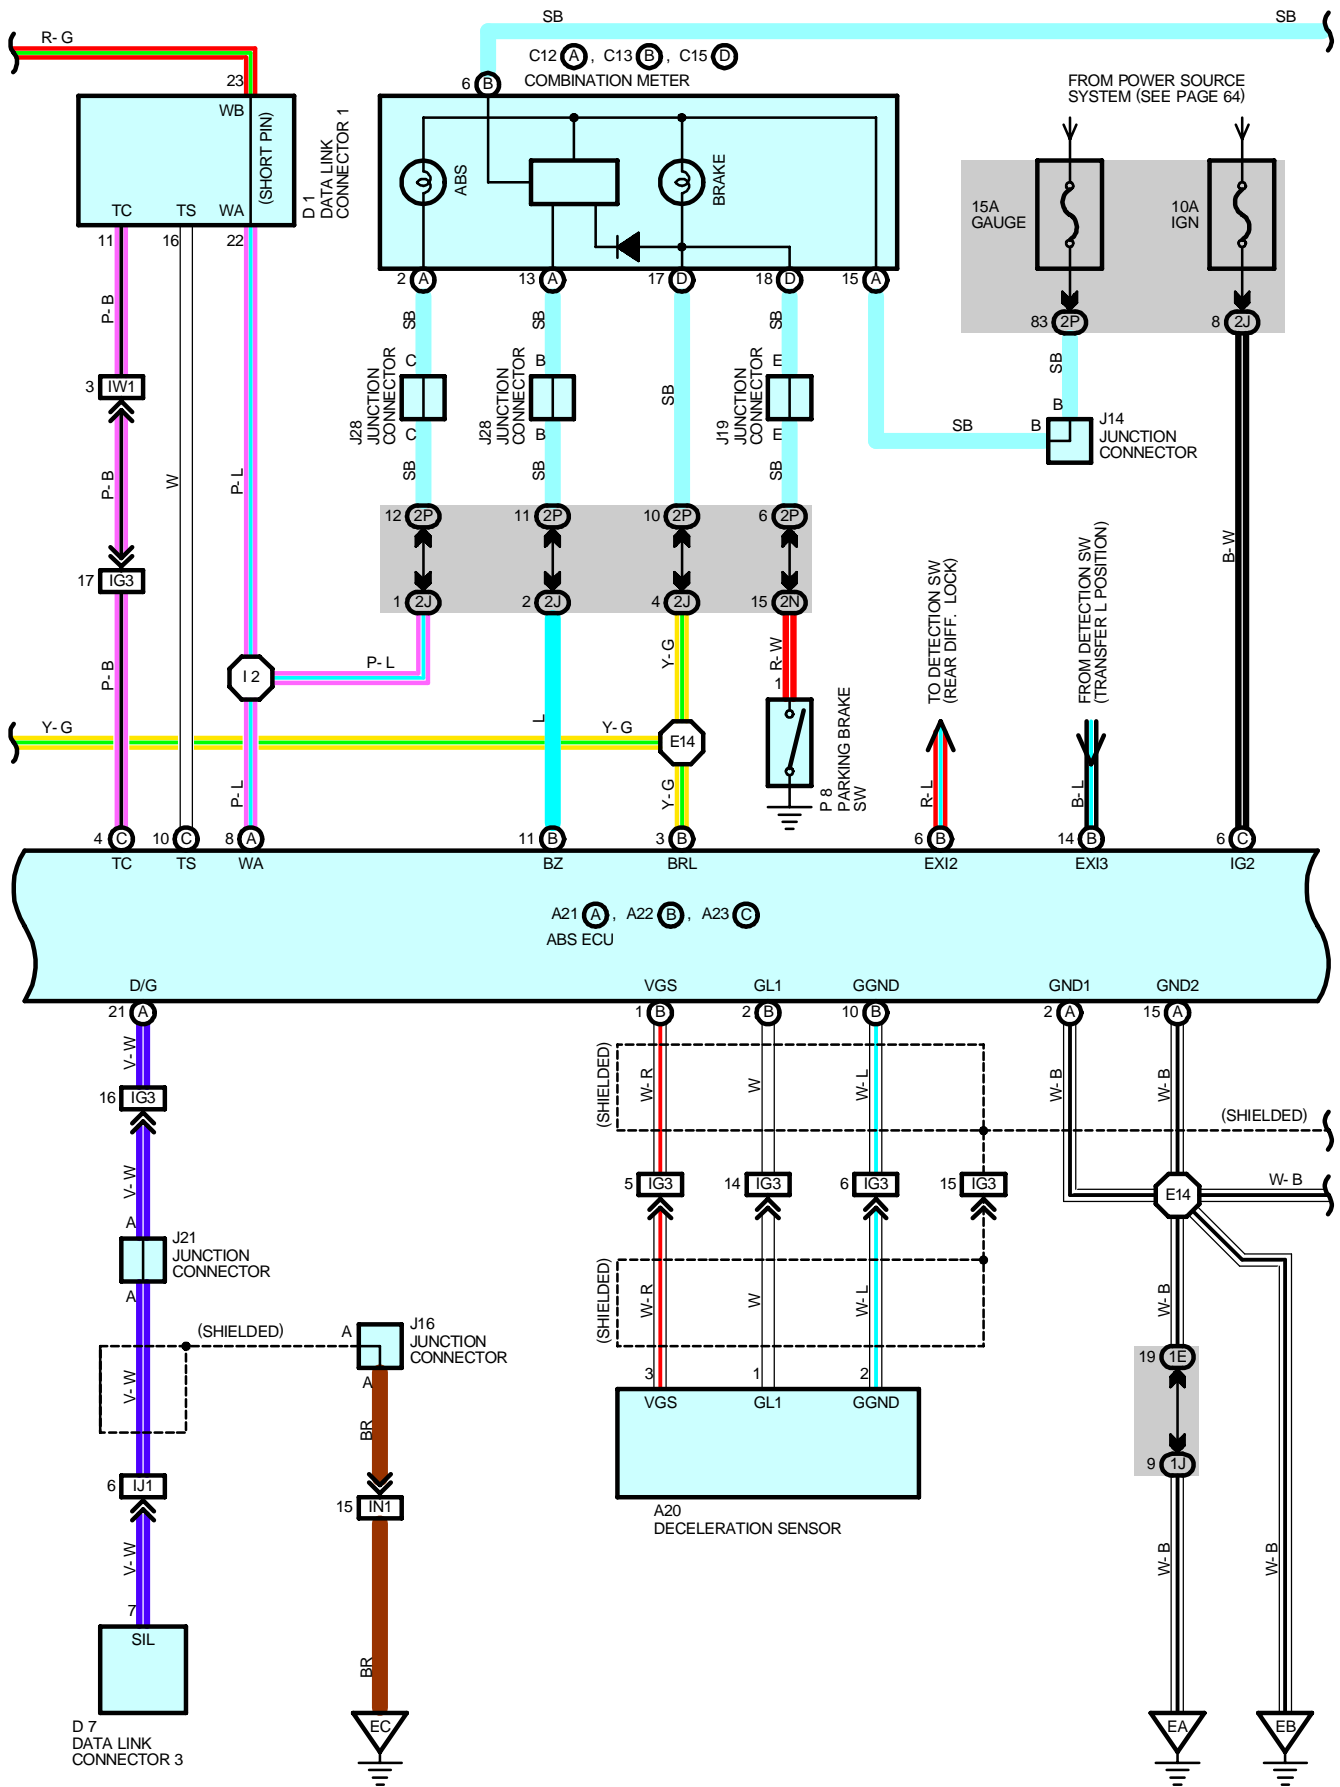 SB
SB
R- G
C12 A , C13 B , C15 D
COMBINATION METER
6 B
23
WB
(SHORT PIN)
D 1
DATA LINK
CONNECTOR 1
TC
TS
WA
11
16
22
ABS
BRAKE
2 A
13 A
17 D
18 D
15 A
FROM POWER SOURCE
SYSTEM (SEE PAGE 64)
15A
GAUGE
10A
IGN
83 2P
8 2J
P- B
SB
SB
SB
SB
SB
C
B
E
J28
JUNCTION
CONNECTOR
J28
JUNCTION
CONNECTOR
J19
JUNCTION
CONNECTOR
C
B
E
SB
SB
SB
3 IW1
B
B
SB
J14
JUNCTION
CONNECTOR
P- B
W
P- L
12 2P
11 2P
10 2P
6 2P
17 IG3
1 2J
2 2J
4 2J
15 2N
TO DETECTION SW
(REAR DIFF. LOCK)
FROM DETECTION SW
(TRANSFER L POSITION)
B- W
P- B
I 2
P- L
Y- G
R- W
1
Y- G
L
Y- G
E14
P 8
PARKING BRAKE
SW
P- L
Y- G
R- L
B- L
4 C
10 C
8 A
11 B
3 B
6 B
14 B
6 C
TC
TS
WA
BZ
BRL
EXI2
EXI3
IG2
A21 A , A22 B , A23 C
ABS ECU
D/G
VGS
GL1
GGND
GND1
GND2
21 A
1 B
2 B
10 B
2 A
15 A
V- W
(SHIELDED)
W- R
W
W- L
W- B
W- B
16 IG3
(SHIELDED)
V- W
5 IG3
14 IG3
6 IG3
15 IG3
E14
W- B
A
J21
JUNCTION
CONNECTOR
A
(SHIELDED)
W- R
W
W- L
W- B
(SHIELDED)
A
J16
JUNCTION
CONNECTOR
A
V- W
BR
19 1E
3
1
2
VGS
GL1
GGND
9 1J
6 IJ1
15 IN1
A20
DECELERATION SENSOR
V- W
W- B
W- B
7
SIL
BR
D 7
DATA LINK
CONNECTOR 3
EC
EA
EB